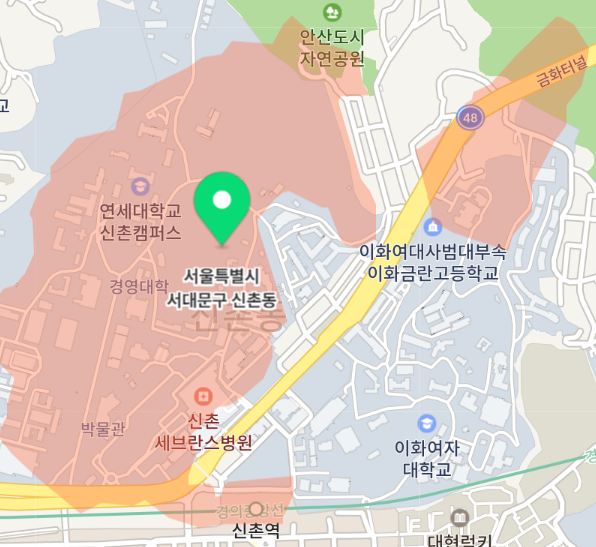 안산도시
자연공원
금화터널
교
48
연세대학교
신촌캠퍼스
이화여대사범대부속
이화금란고등학교
서울특별시
서대문구 신촌동
경영대학
신촌동
신촌
세브란스병원
박물관
이화여자
대학교
경
경의중앙선
신촌역
대현럭키